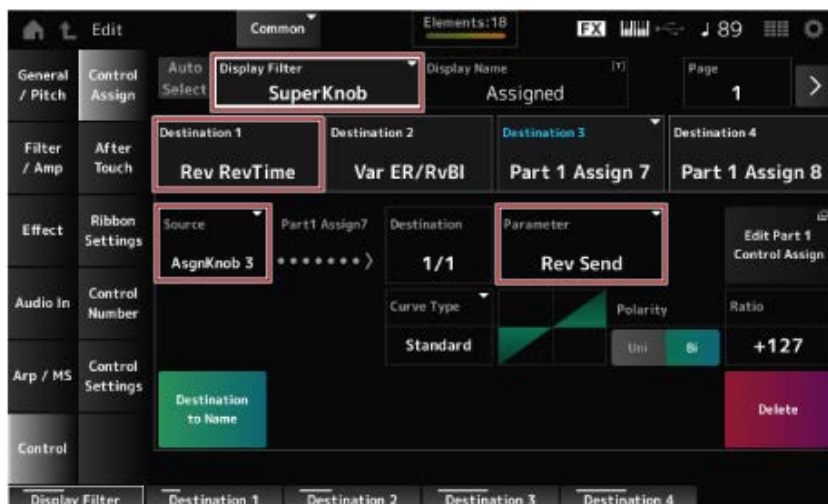 Edit
Common
Elements:18
FX
♩ 89
General / Pitch
Control Assign
Auto Select
Display Filter
SuperKnob
Display Name
[T]
Assigned
Page
1
>
Filter / Amp
After Touch
Destination 1
Rev RevTime
Destination 2
Var ER/RvBl
Destination 3
Part 1 Assign 7
Destination 4
Part 1 Assign 8
Effect
Ribbon Settings
Source
AsgnKnob 3
Part1 Assign7
Destination
1/1
Parameter
Rev Send
Edit Part 1
Control Assign
Audio In
Control Number
Curve Type
Standard
Polarity
Uni
Bi
Ratio
+127
Arp / MS
Control Settings
Destination to Name
Delete
Control
Display Filter
Destination 1
Destination 2
Destination 3
Destination 4